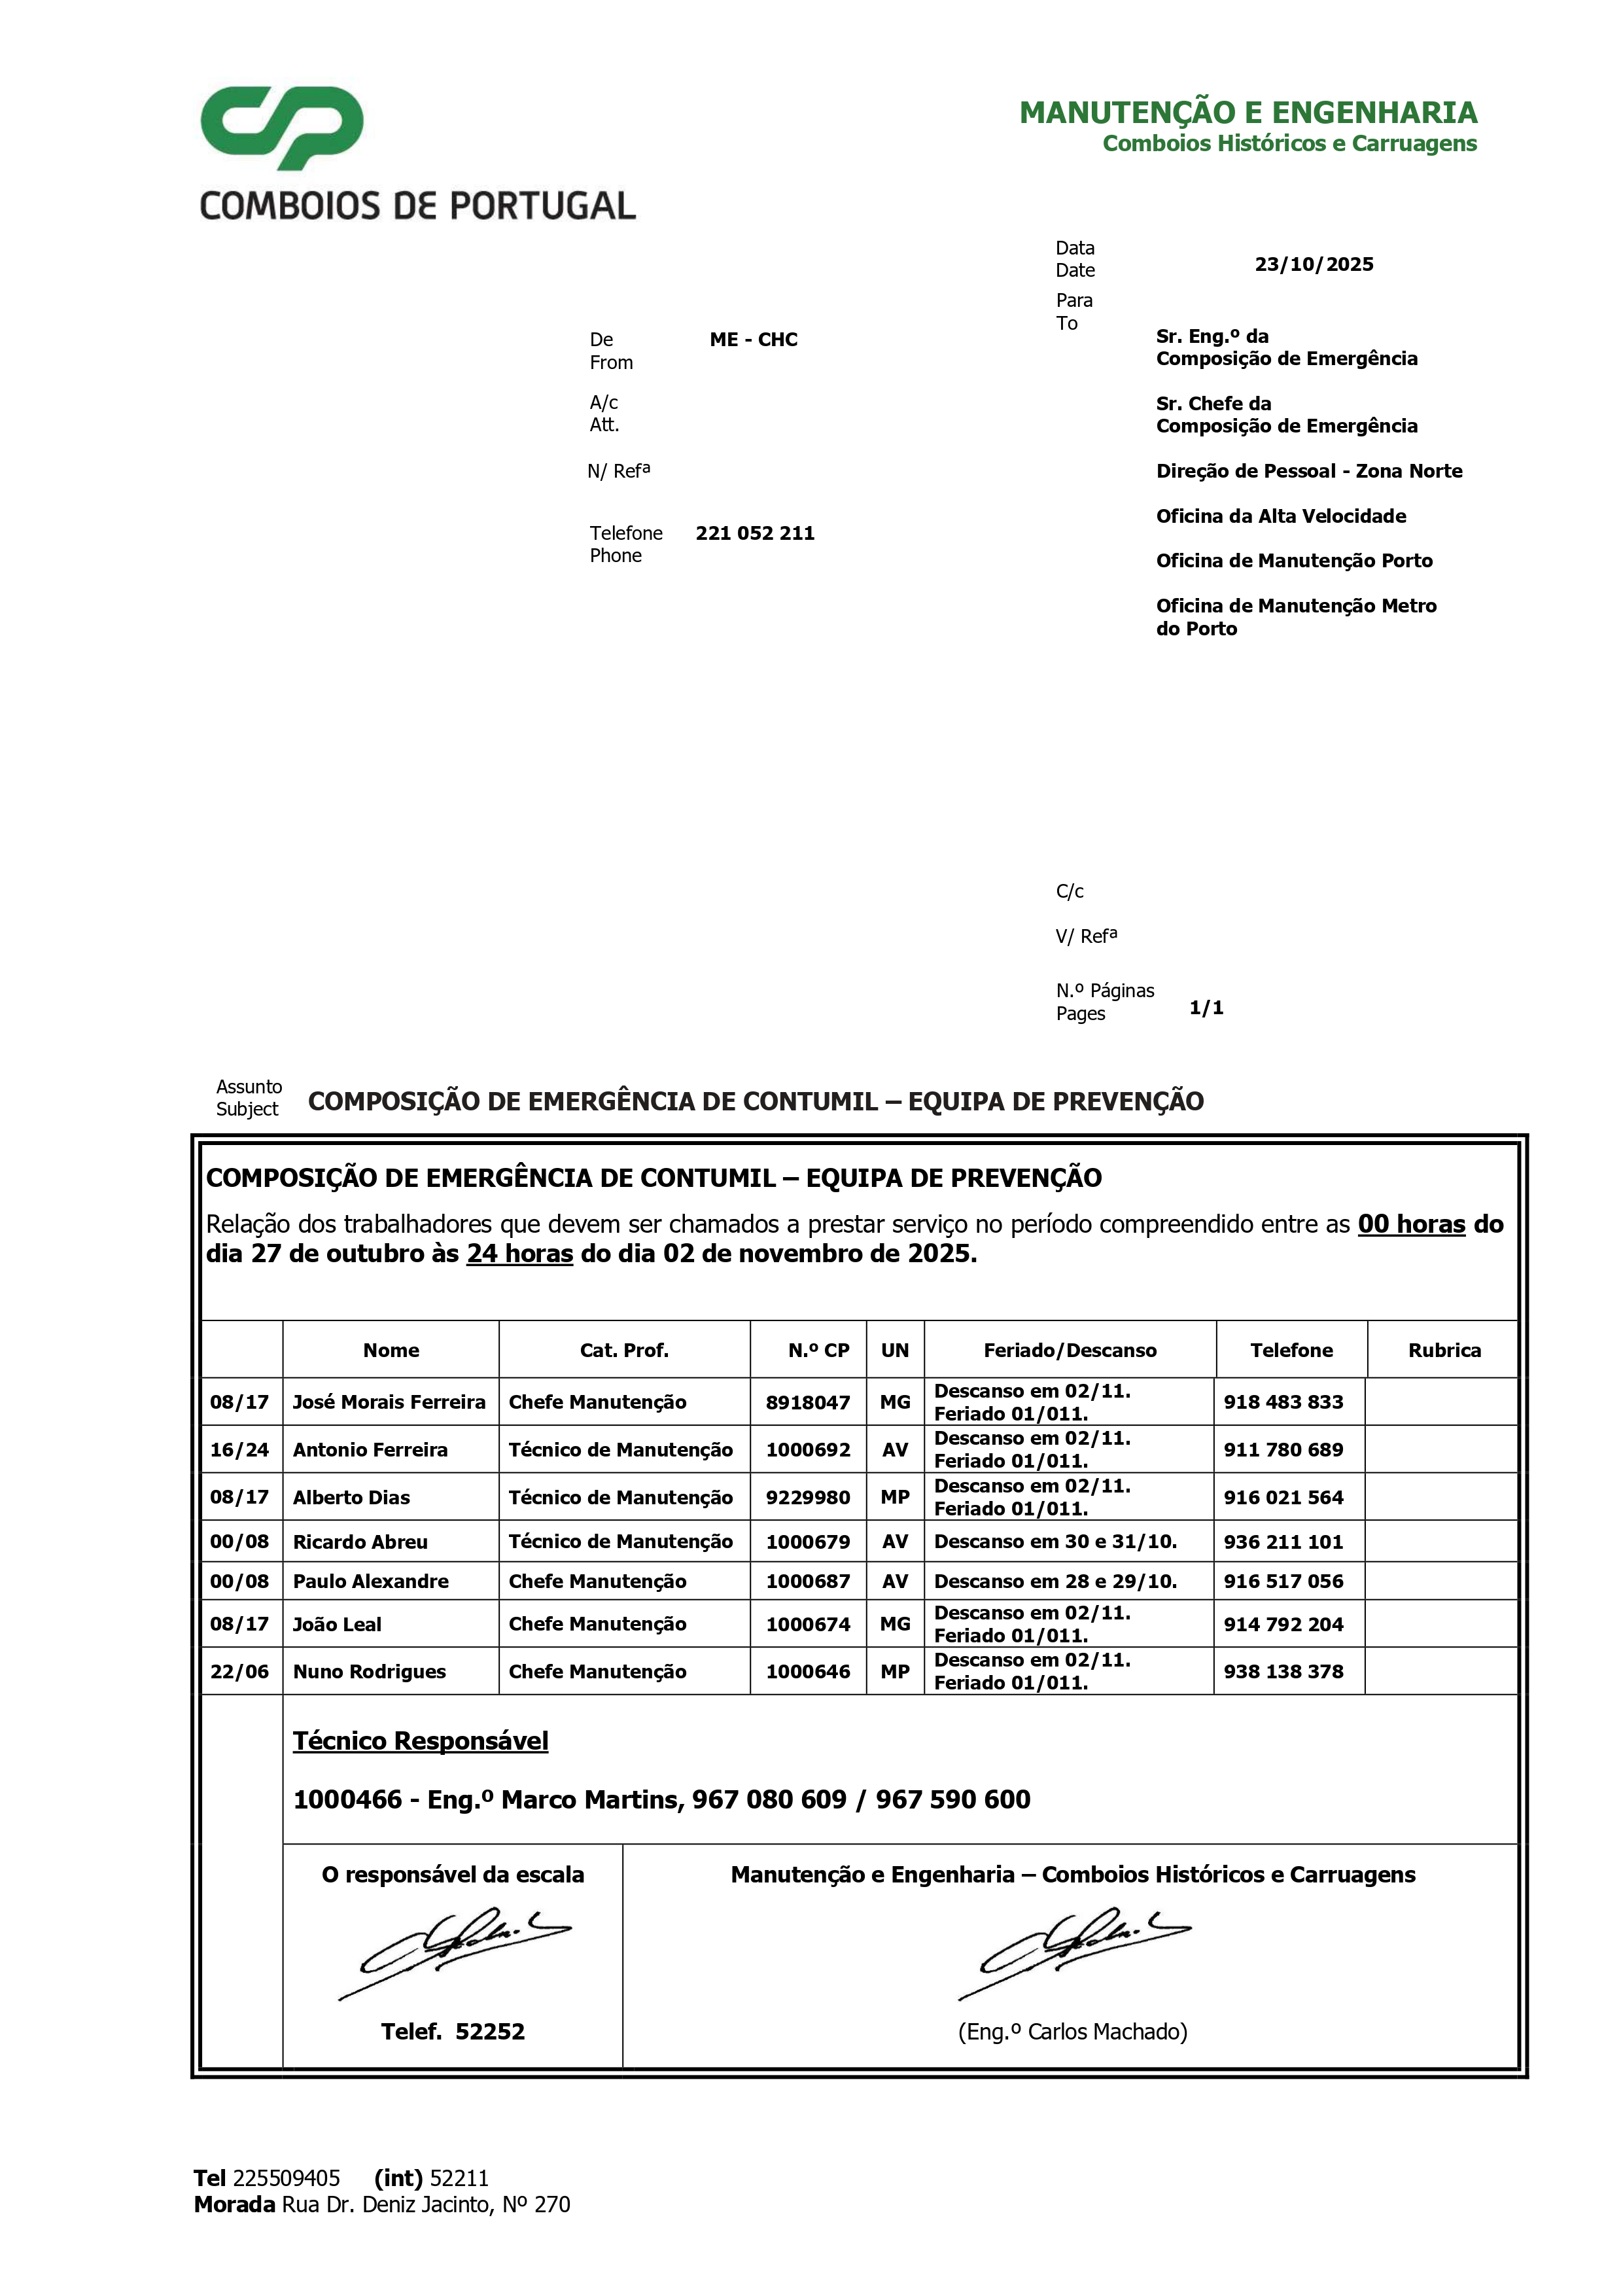 COMBOIOS DE PORTUGAL
MANUTENÇÃO E ENGENHARIA
Comboios Históricos e Carruagens
Data
Date
23/10/2025
Para
To
De
From
ME - CHC
A/c
Att.
N/ Refª
Telefone
Phone
221 052 211
Sr. Eng.º da
Composição de Emergência
Sr. Chefe da
Composição de Emergência
Direção de Pessoal - Zona Norte
Oficina da Alta Velocidade
Oficina de Manutenção Porto
Oficina de Manutenção Metro
do Porto
C/c
V/ Refª
N.º Páginas
Pages
1/1
Assunto
Subject
COMPOSIÇÃO DE EMERGÊNCIA DE CONTUMIL – EQUIPA DE PREVENÇÃO
COMPOSIÇÃO DE EMERGÊNCIA DE CONTUMIL – EQUIPA DE PREVENÇÃO
Relação dos trabalhadores que devem ser chamados a prestar serviço no período compreendido entre as 00 horas do
dia 27 de outubro às 24 horas do dia 02 de novembro de 2025.
Nome Cat. Prof. N.º CP UN Feriado/Descanso Telefone Rubrica
08/17 José Morais Ferreira Chefe Manutenção 8918047 MG Descanso em 02/11. Feriado 01/011. 918 483 833
16/24 Antonio Ferreira Técnico de Manutenção 1000692 AV Descanso em 02/11. Feriado 01/011. 911 780 689
08/17 Alberto Dias Técnico de Manutenção 9229980 MP Descanso em 02/11. Feriado 01/011. 916 021 564
00/08 Ricardo Abreu Técnico de Manutenção 1000679 AV Descanso em 30 e 31/10. 936 211 101
00/08 Paulo Alexandre Chefe Manutenção 1000687 AV Descanso em 28 e 29/10. 916 517 056
08/17 João Leal Chefe Manutenção 1000674 MG Descanso em 02/11. Feriado 01/011. 914 792 204
22/06 Nuno Rodrigues Chefe Manutenção 1000646 MP Descanso em 02/11. Feriado 01/011. 938 138 378
Técnico Responsável
1000466 - Eng.º Marco Martins, 967 080 609 / 967 590 600
O responsável da escala
Telef. 52252
Manutenção e Engenharia – Comboios Históricos e Carruagens
(Eng.º Carlos Machado)
Tel 225509405 (int) 52211
Morada Rua Dr. Deniz Jacinto, Nº 270